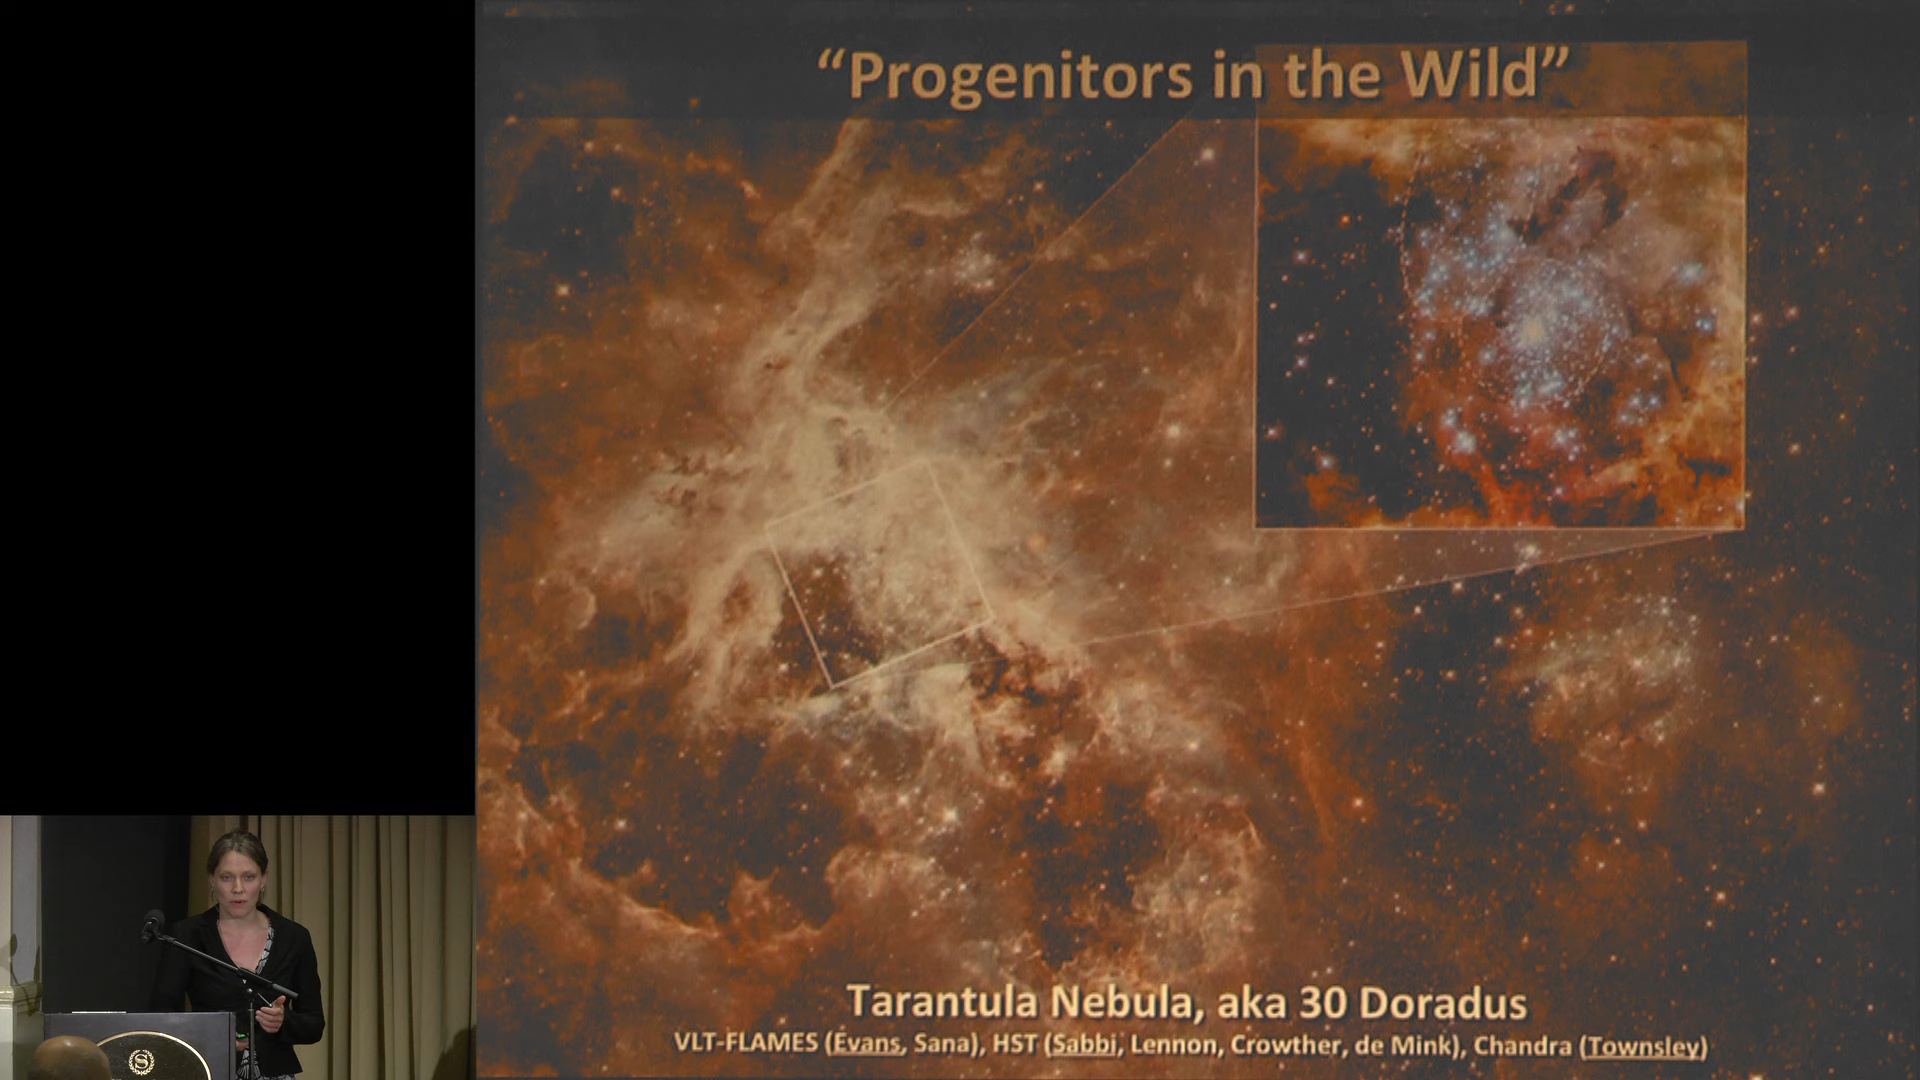 “Progenitors in the Wild”
Tarantula Nebula, aka 30 Doradus
VLT-FLAMES (Evans, Sana), HST (Sabbi, Lennon, Crowther, de Mink), Chandra (Townsley)
S